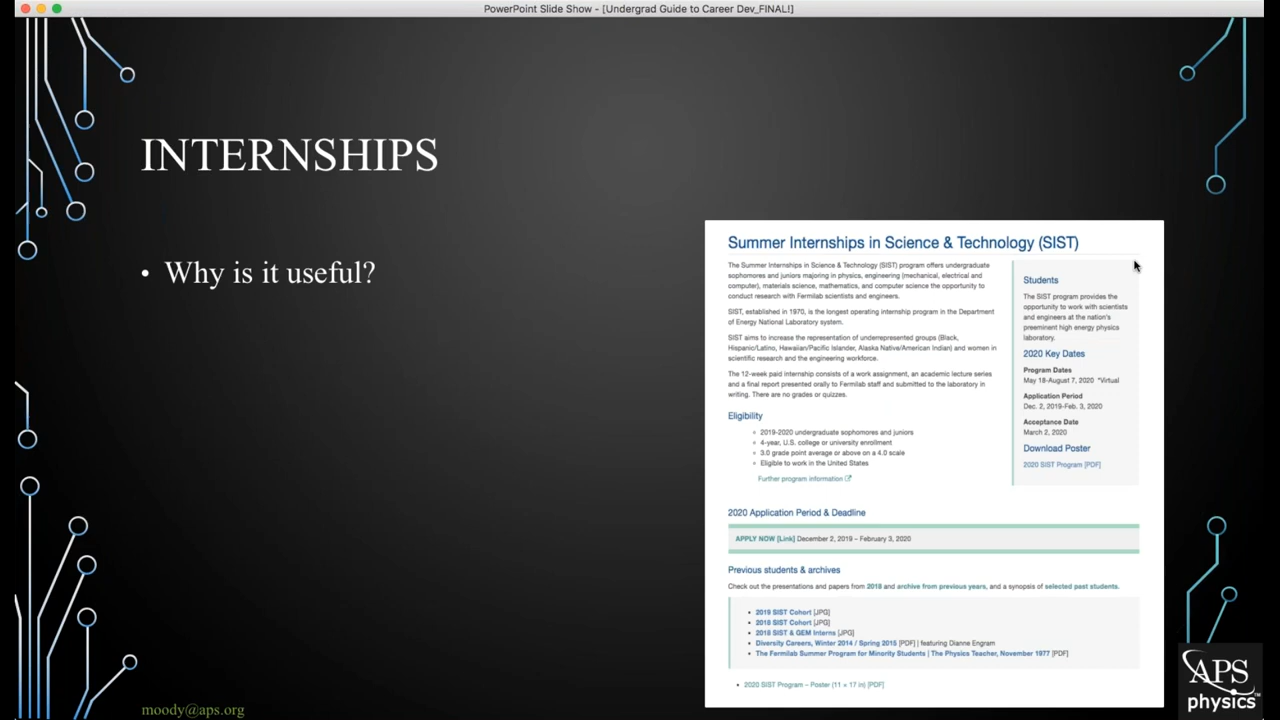 PowerPoint Slide Show - [Undergrad Guide to Career Dev_FINAL!]
INTERNSHIPS
• Why is it useful?
Summer Internships in Science & Technology (SIST)
The Summer Internships in Science & Technology (SIST) program offers undergraduate
sophomores and juniors majoring in physics, engineering (mechanical, electrical and
computer), materials science, mathematics, and computer science the opportunity to
conduct research with Fermilab scientists and engineers.
SIST, established in 1970, is the longest operating internship program in the Department
of Energy National Laboratory system.
SIST aims to increase the representation of underrepresented groups (Black,
Hispanic/Latino, Hawaiian/Pacific Islander, Alaska Native/American Indian) and women in
scientific research and the engineering workforce.
The 12-week paid internship consists of a work assignment, an academic lecture series
and a final report presented orally to Fermilab staff and submitted to the laboratory in
writing. There are no grades or quizzes.
Eligibility
2019-2020 undergraduate sophomores and juniors
4-year, U.S. college or university enrollment
3.0 grade point average or above on a 4.0 scale
Eligible to work in the United States
Further program information
Students
The SIST program provides the
opportunity to work with scientists
and engineers at the nation's
preeminent high energy physics
laboratory.
2020 Key Dates
Program Dates
May 18-August 7, 2020 *Virtual
Application Period
Dec. 2, 2019-Feb. 3, 2020
Acceptance Date
March 2, 2020
Download Poster
2020 SIST Program [PDF]
2020 Application Period & Deadline
APPLY NOW [Link] December 2, 2019 – February 3, 2020
Previous students & archives
Check out the presentations and papers from 2018 and archive from previous years, and a synopsis of selected past students.
• 2019 SIST Cohort [JPG]
• 2018 SIST Cohort [JPG]
• 2018 SIST & GEM Interns [JPG]
• Diversity Careers, Winter 2014 / Spring 2015 [PDF] | featuring Dianne Engram
• The Fermilab Summer Program for Minority Students | The Physics Teacher, November 1977 [PDF]
• 2020 SIST Program – Poster (11 × 17 in) [PDF]
moody@aps.org
APS
physics™